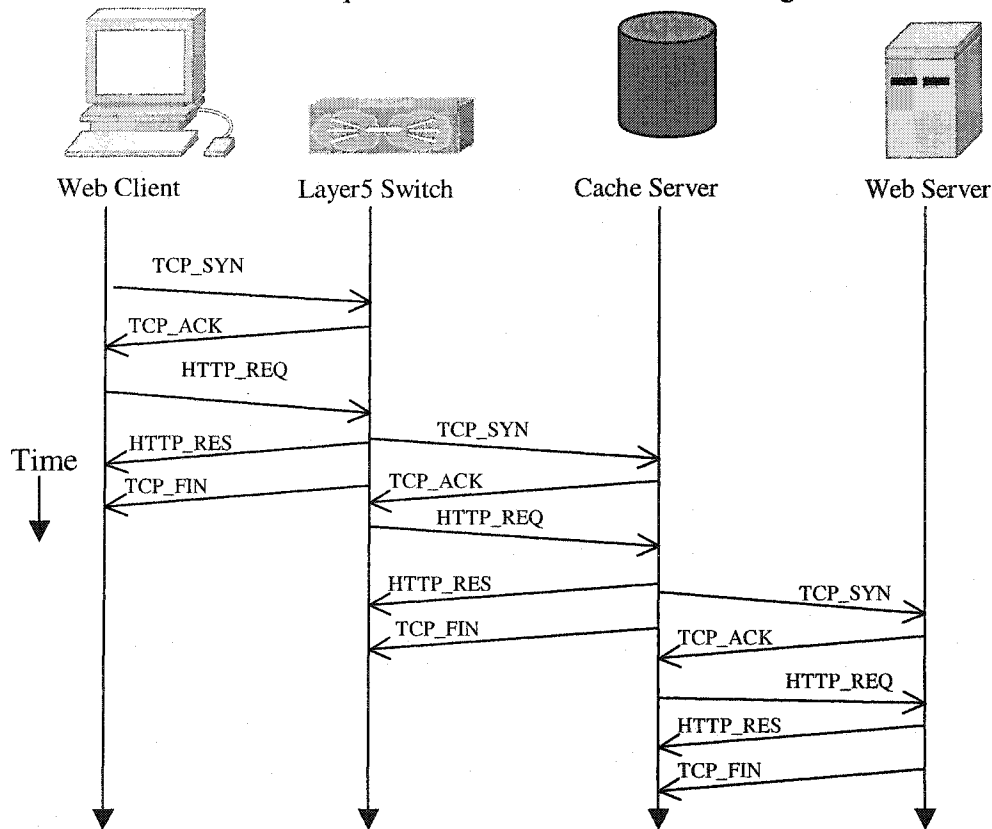 Web Client
Layer5 Switch
Cache Server
Web Server
TCP_SYN
TCP_ACK
HTTP_REQ
HTTP_RES
TCP_SYN
Time
TCP_FIN
TCP_ACK
HTTP_REQ
HTTP_RES
TCP_SYN
TCP_FIN
TCP_ACK
HTTP_REQ
HTTP_RES
TCP_FIN